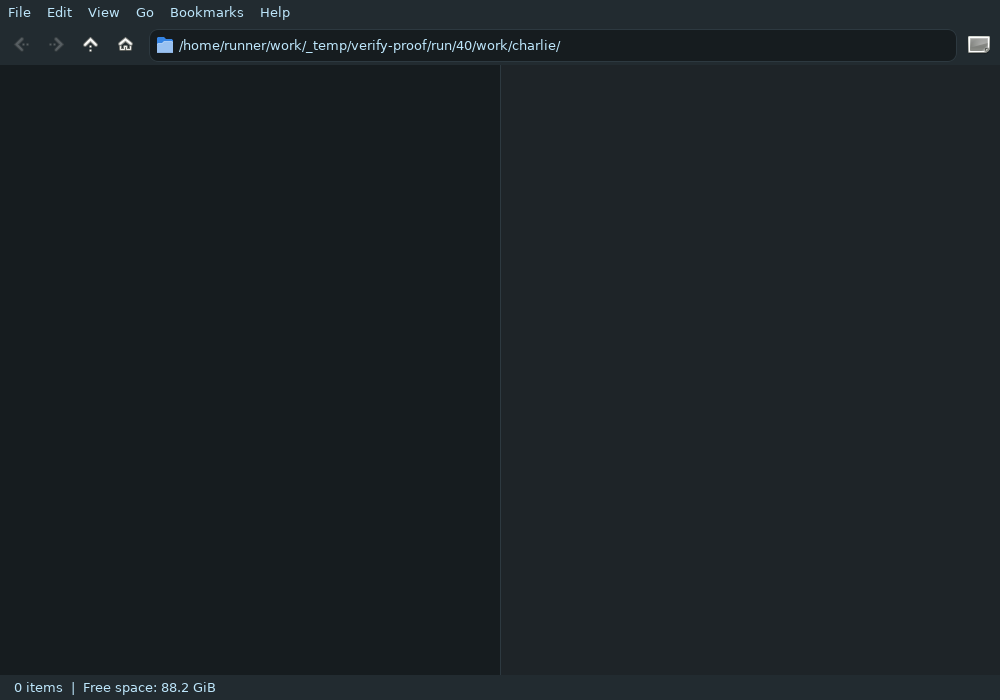 File Edit View Go Bookmarks Help
/home/runner/work/_temp/verify-proof/run/40/work/charlie/
0 items | Free space: 88.2 GiB